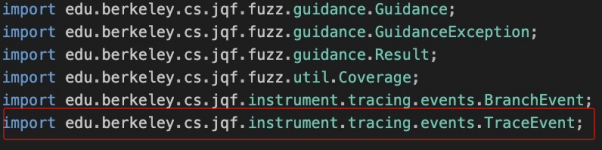 import edu.berkeley.cs.jqf.fuzz.guidance.Guidance;
import edu.berkeley.cs.jqf.fuzz.guidance.GuidanceException;
import edu.berkeley.cs.jqf.fuzz.guidance.Result;
import edu.berkeley.cs.jqf.fuzz.util.Coverage;
import edu.berkeley.cs.jqf.instrument.tracing.events.BranchEvent;
import edu.berkeley.cs.jqf.instrument.tracing.events.TraceEvent;